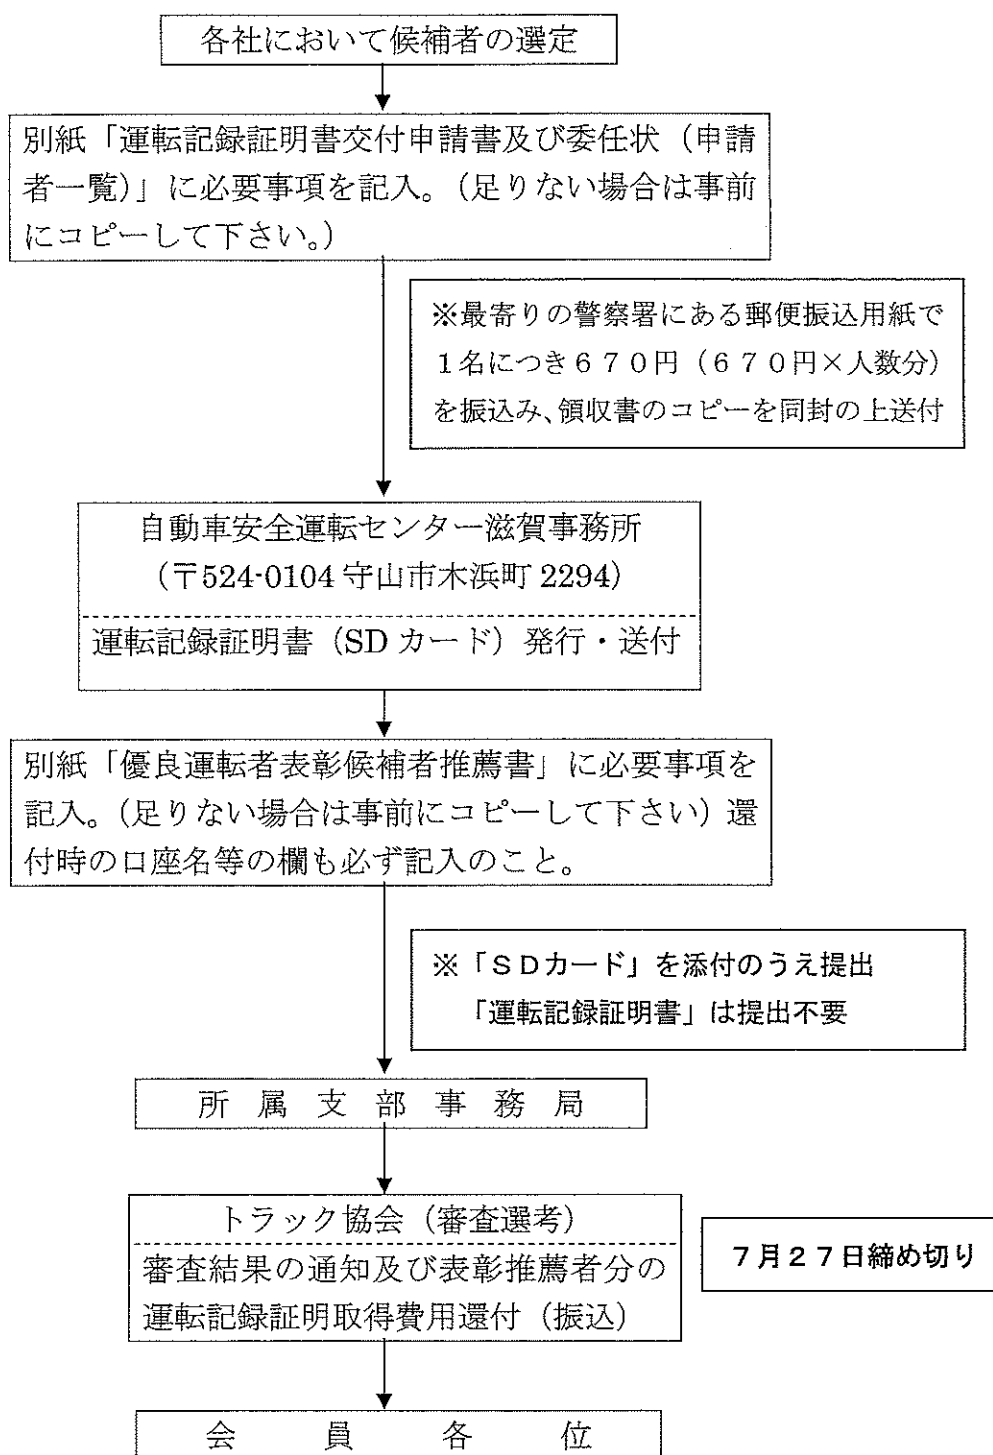 各社において候補者の選定
別紙「運転記録証明書交付申請書及び委任状（申請
者一覧）」に必要事項を記入。（足りない場合は事前
にコピーして下さい。）
※最寄りの警察署にある郵便振込用紙で
１名につき６７０円（６７０円×人数分）
を振込み、領収書のコピーを同封の上送付
自動車安全運転センター滋賀事務所
（〒524-0104 守山市木浜町 2294）
運転記録証明書（SD カード）発行・送付
別紙「優良運転者表彰候補者推薦書」に必要事項を
記入。（足りない場合は事前にコピーして下さい）還
付時の口座名等の欄も必ず記入のこと。
※「ＳＤカード」を添付のうえ提出
「運転記録証明書」は提出不要
所　属　支　部　事　務　局
トラック協会（審査選考）
審査結果の通知及び表彰推薦者分の
運転記録証明取得費用還付（振込）
７月２７日締め切り
会　員　各　位